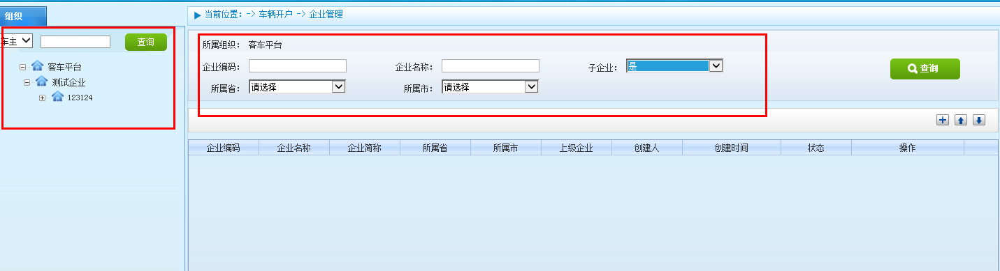 组织
车主 查询
客车平台
测试企业
123124
当前位置: -> 车辆开户 -> 企业管理
所属组织: 客车平台
企业编码: 企业名称: 子企业: 是
所属省: 请选择 所属市: 请选择
查询
企业编码 企业名称 企业简称 所属省 所属市 上级企业 创建人 创建时间 状态 操作